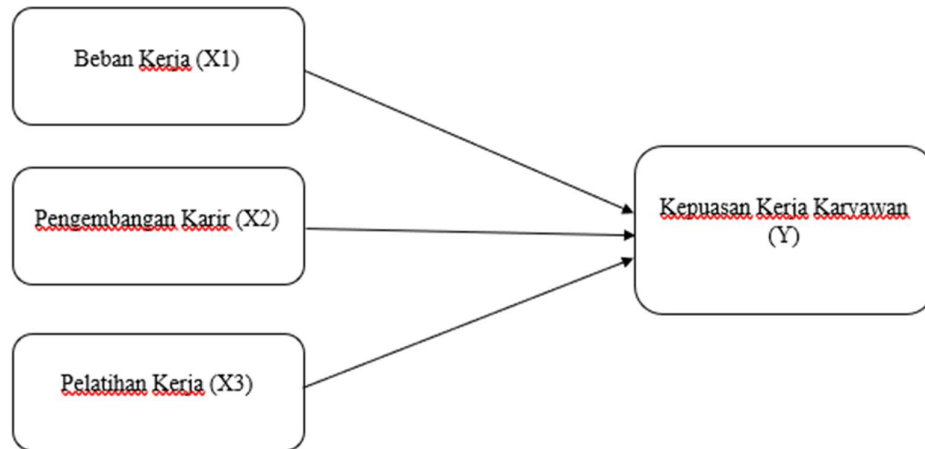 Beban Kerja (X1)
Pengembangan Karir (X2)
Kepuasan Kerja Karyawan
(Y)
Pelatihan Kerja (X3)